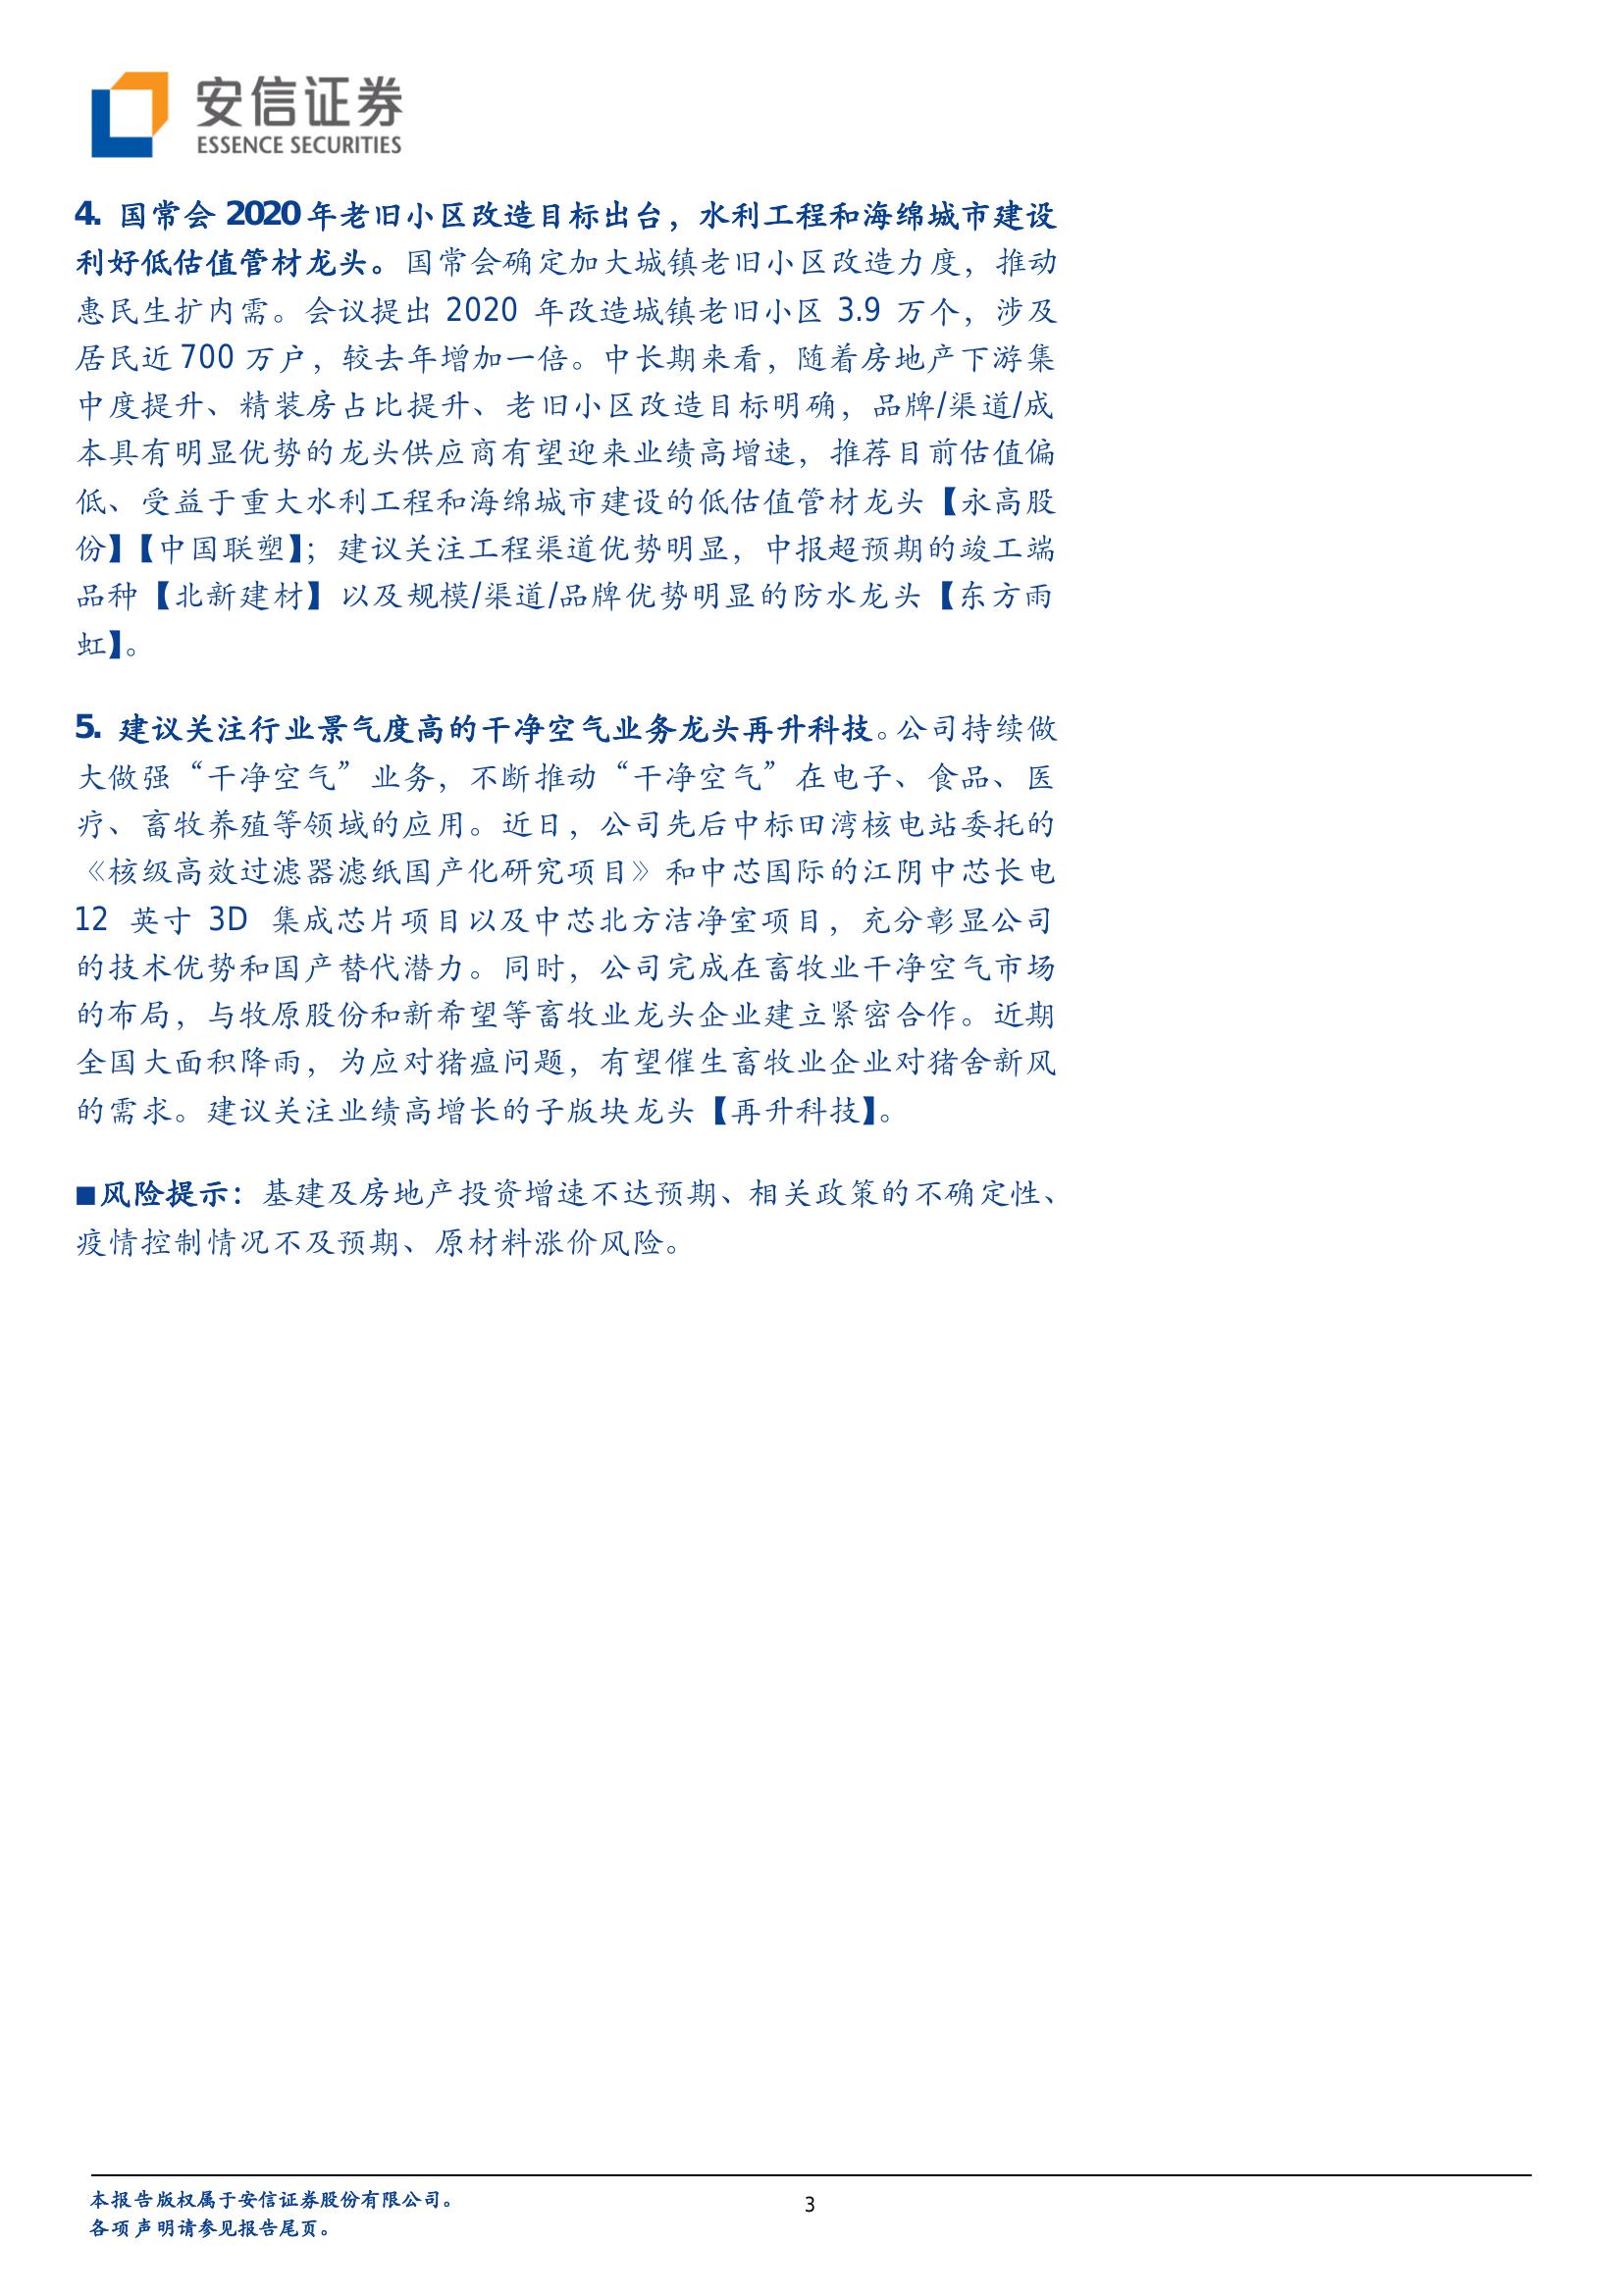 安信证券
ESSENCE SECURITIES
4. 国常会 2020 年老旧小区改造目标出台，水利工程和海绵城市建设
利好低估值管材龙头。国常会确定加大城镇老旧小区改造力度，推动
惠民生扩内需。会议提出 2020 年改造城镇老旧小区 3.9 万个，涉及
居民近 700 万户，较去年增加一倍。中长期来看，随着房地产下游集
中度提升、精装房占比提升、老旧小区改造目标明确，品牌/渠道/成
本具有明显优势的龙头供应商有望迎来业绩高增速，推荐目前估值偏
低、受益于重大水利工程和海绵城市建设的低估值管材龙头【永高股
份】【中国联塑】；建议关注工程渠道优势明显，中报超预期的竣工端
品种【北新建材】以及规模/渠道/品牌优势明显的防水龙头【东方雨
虹】。
5. 建议关注行业景气度高的干净空气业务龙头再升科技。公司持续做
大做强“干净空气”业务，不断推动“干净空气”在电子、食品、医
疗、畜牧养殖等领域的应用。近日，公司先后中标田湾核电站委托的
《核级高效过滤器滤纸国产化研究项目》和中芯国际的江阴中芯长电
12 英寸 3D 集成芯片项目以及中芯北方洁净室项目，充分彰显公司
的技术优势和国产替代潜力。同时，公司完成在畜牧业干净空气市场
的布局，与牧原股份和新希望等畜牧业龙头企业建立紧密合作。近期
全国大面积降雨，为应对猪瘟问题，有望催生畜牧业企业对猪舍新风
的需求。建议关注业绩高增长的子版块龙头【再升科技】。
■风险提示：基建及房地产投资增速不达预期、相关政策的不确定性、
疫情控制情况不及预期、原材料涨价风险。
本报告版权属于安信证券股份有限公司。
各项声明请参见报告尾页。
3